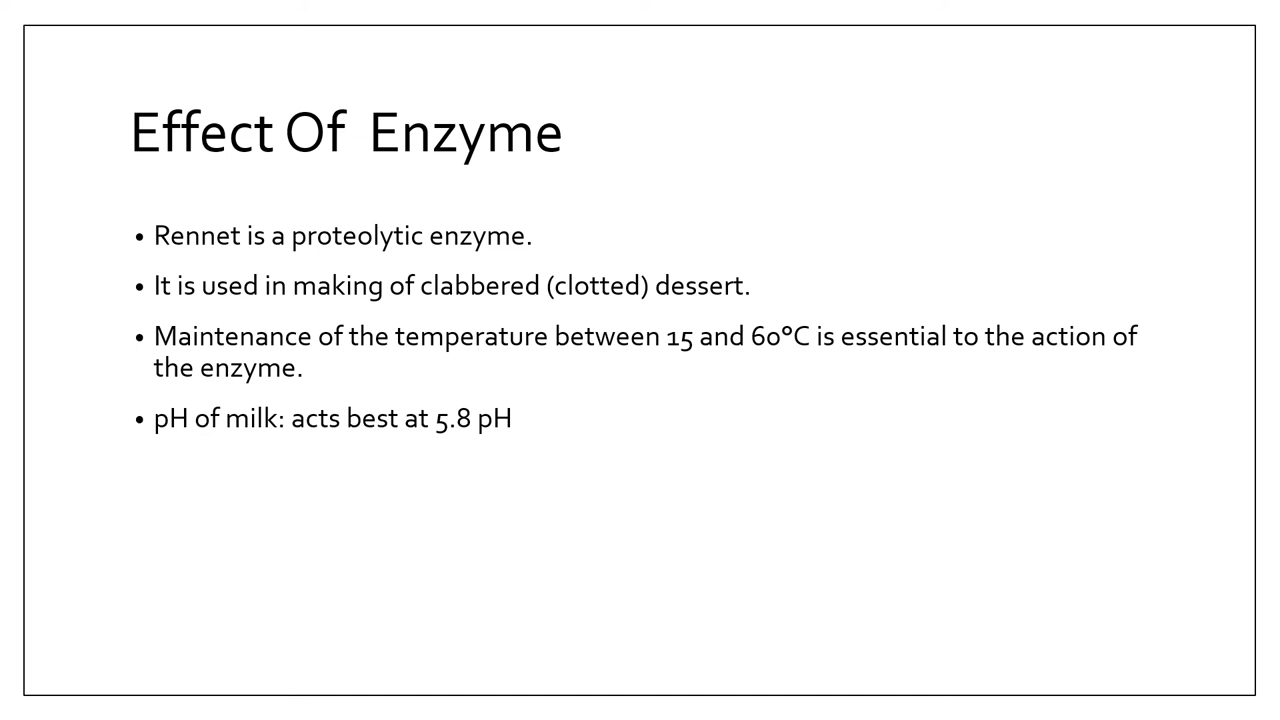 Effect Of  Enzyme
• Rennet is a proteolytic enzyme.
• It is used in making of clabbered (clotted) dessert.
• Maintenance of the temperature between 15 and 60°C is essential to the action of
the enzyme.
• pH of milk: acts best at 5.8 pH